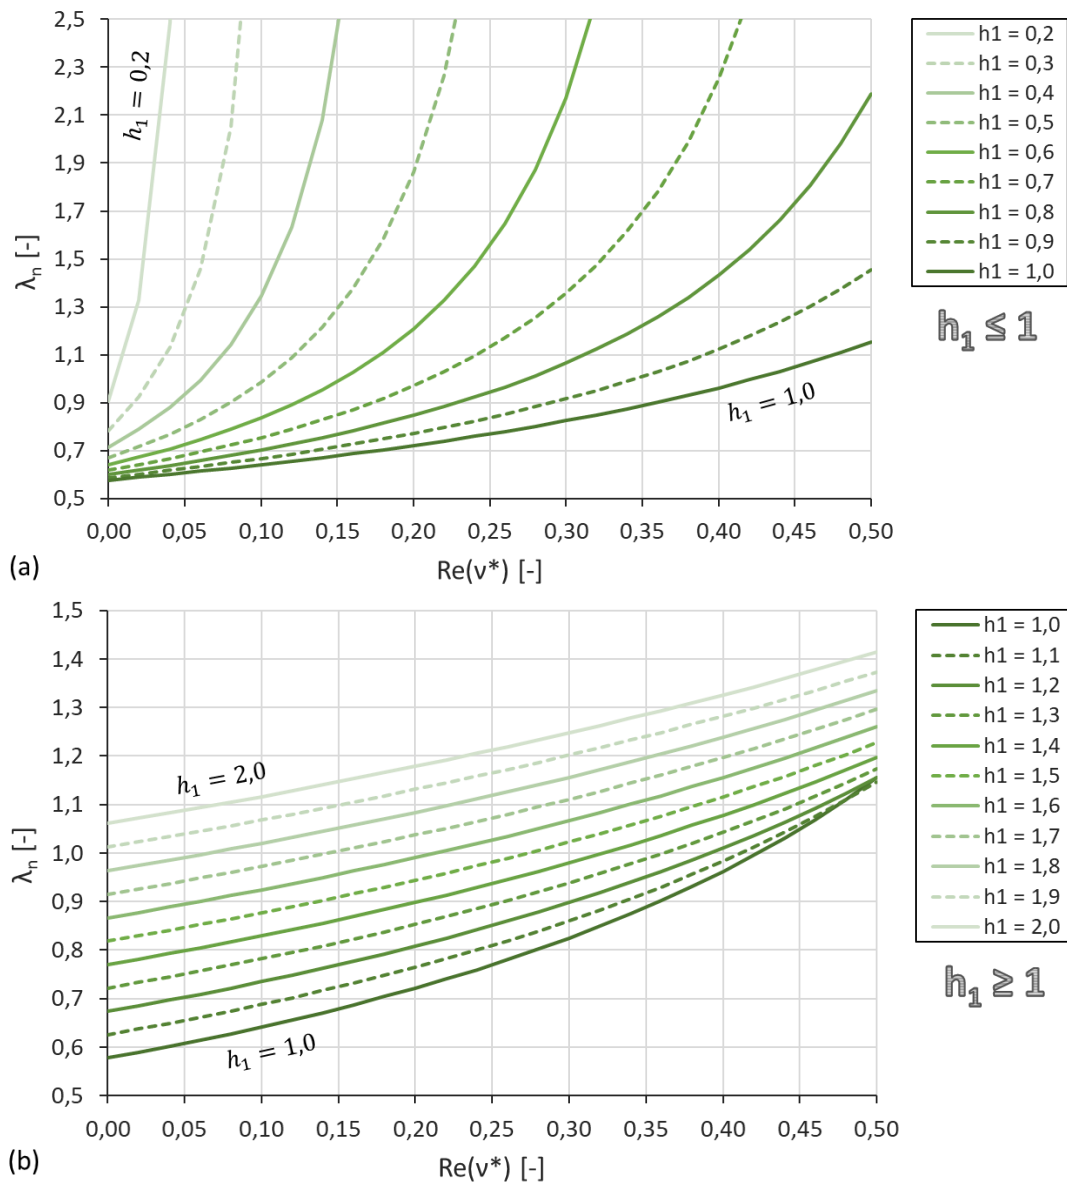 2,5
2,3
2,1
1,9
1,7
1,5
1,3
1,1
0,9
0,7
0,5
λn [-]
h1 = 0,2
h1 = 1,0
0,00 0,05 0,10 0,15 0,20 0,25 0,30 0,35 0,40 0,45 0,50
Re(ν*) [-]
(a)
h1 = 0,2
h1 = 0,3
h1 = 0,4
h1 = 0,5
h1 = 0,6
h1 = 0,7
h1 = 0,8
h1 = 0,9
h1 = 1,0
h1 ≤ 1
1,5
1,4
1,3
1,2
1,1
1,0
0,9
0,8
0,7
0,6
0,5
λn [-]
h1 = 2,0
h1 = 1,0
0,00 0,05 0,10 0,15 0,20 0,25 0,30 0,35 0,40 0,45 0,50
Re(ν*) [-]
(b)
h1 = 1,0
h1 = 1,1
h1 = 1,2
h1 = 1,3
h1 = 1,4
h1 = 1,5
h1 = 1,6
h1 = 1,7
h1 = 1,8
h1 = 1,9
h1 = 2,0
h1 ≥ 1